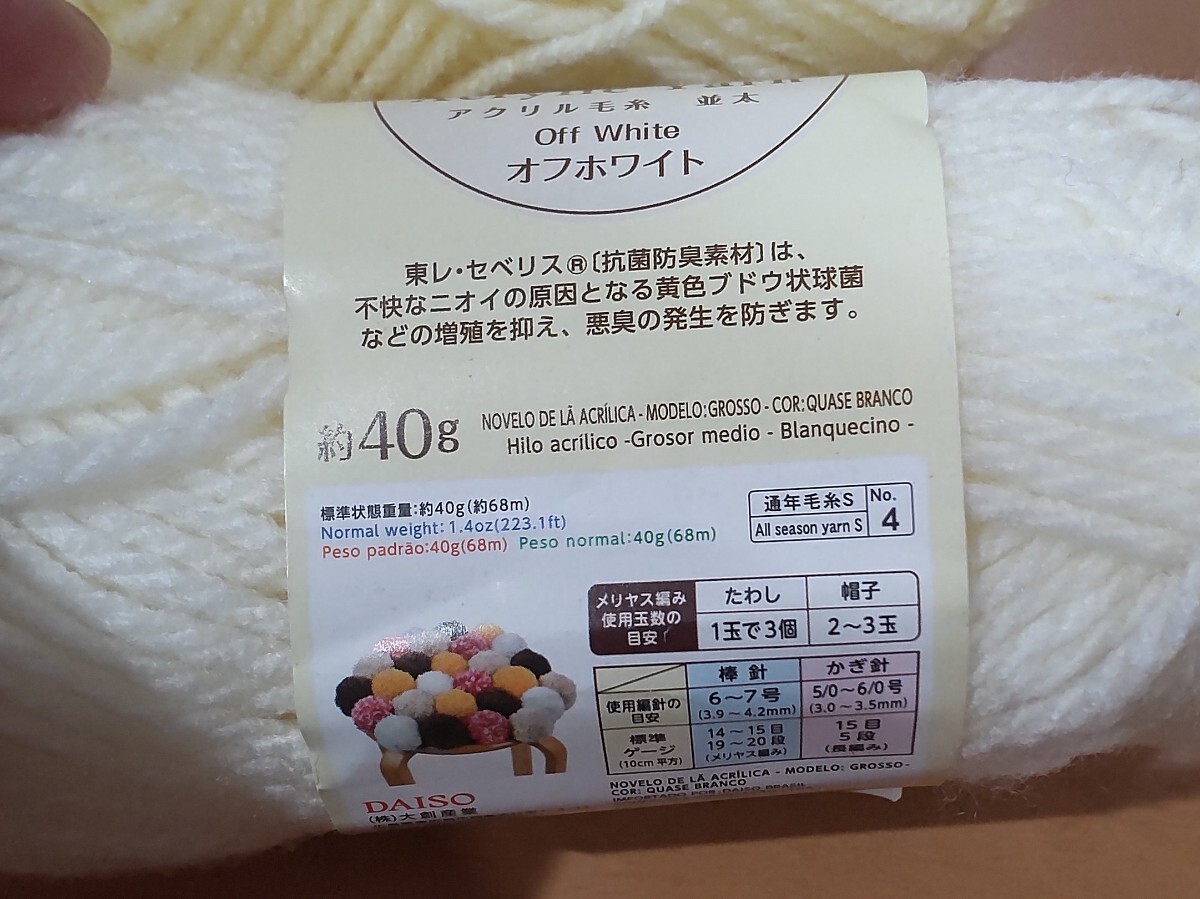 アクリル毛糸 並太
Off White
オフホワイト
東レ・セベリス®〔抗菌防臭素材〕は、
不快なニオイの原因となる黄色ブドウ状球菌
などの増殖を抑え、悪臭の発生を防ぎます。
約40g
NOVELO DE LÃ ACRÍLICA - MODELO:GROSSO - COR:QUASE BRANCO
Hilo acrílico -Grosor medio - Blanquecino -
標準状態重量:約40g(約68m)
Normal weight: 1.4oz(223.1ft)
Peso padrão:40g(68m) Peso normal:40g(68m)
通年毛糸S No.
All season yarn S 4
メリヤス編み 使用玉数の 目安 たわし 帽子
1玉で3個 2～3玉
棒針 かぎ針
使用編針の 目安 6～7号 (3.9～4.2mm) 5/0～6/0号 (3.0～3.5mm)
標準 ゲージ (10cm平方) 14～15目 19～20段 (メリヤス編み) 15目 5段 (長編み)
NOVELO DE LÃ ACRÍLICA - MODELO: GROSSO-
COR: QUASE BRANCO
IMPORTADO POR DAISO BRASIL
DAISO
(株)大創産業